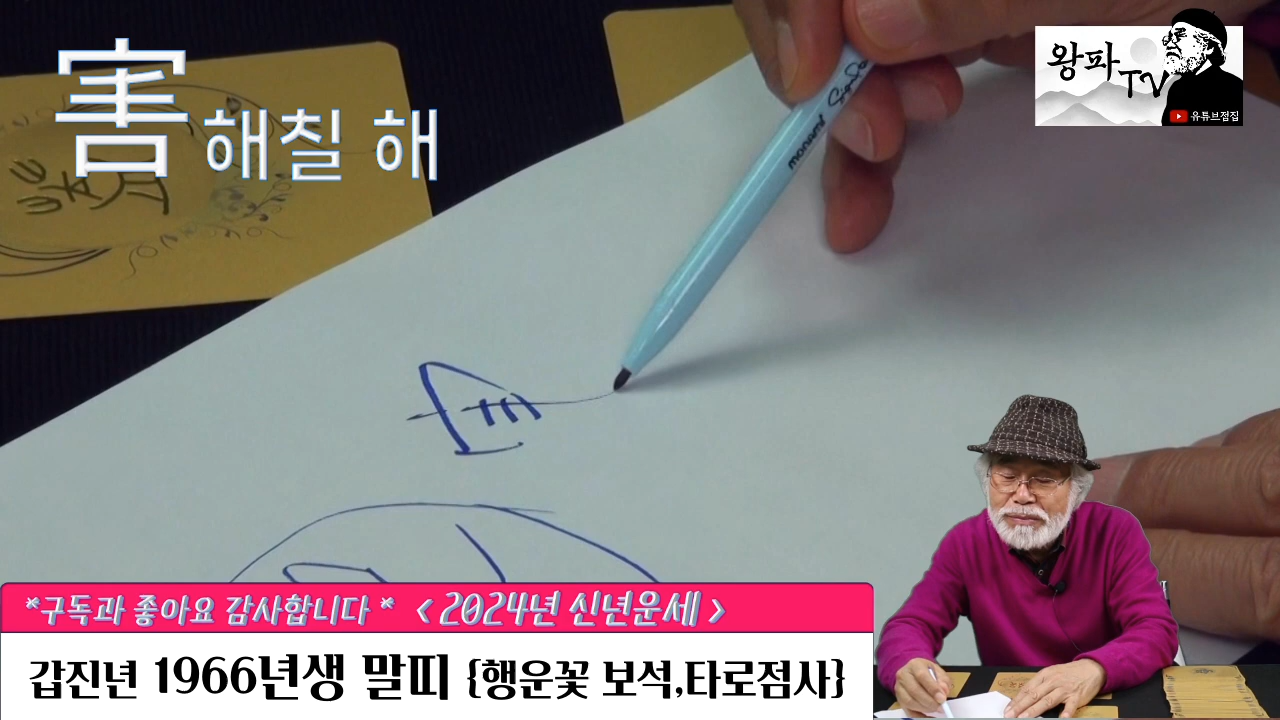 害 해칠 해
왕파
TV
유튜브점집
monami
*구독과 좋아요 감사합니다 * < 2024년 신년운세 >
갑진년 1966년생 말띠 {행운꽃 보석,타로점사}